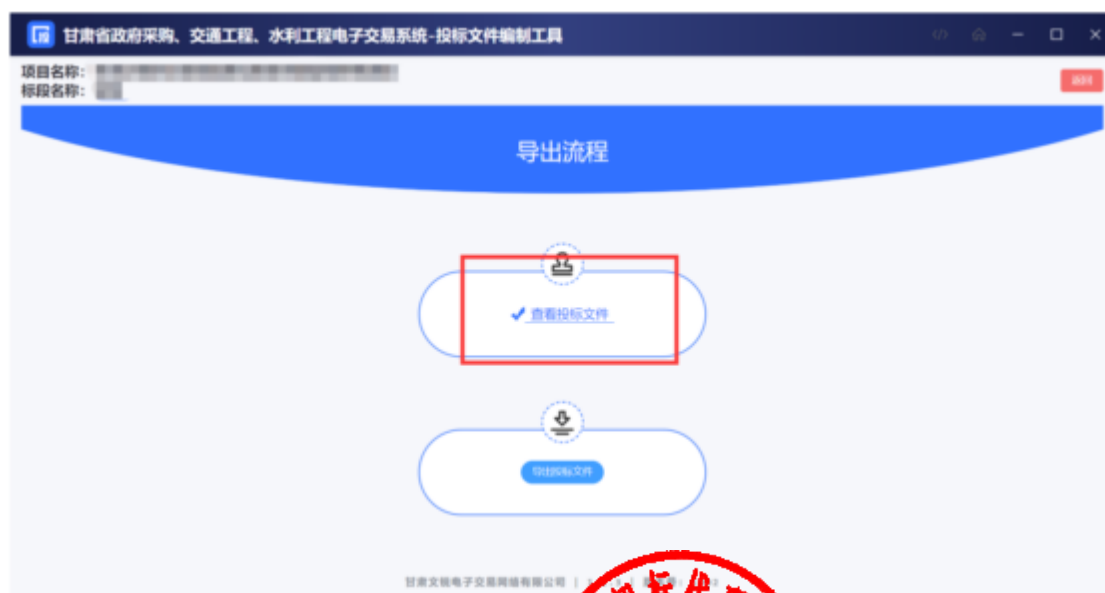 甘肃省政府采购、交通工程、水利工程电子交易系统-投标文件编制工具
项目名称：
标段名称：
返回
导出流程
查看投标文件
导出投标文件
甘肃文锐电子交易网络有限公司